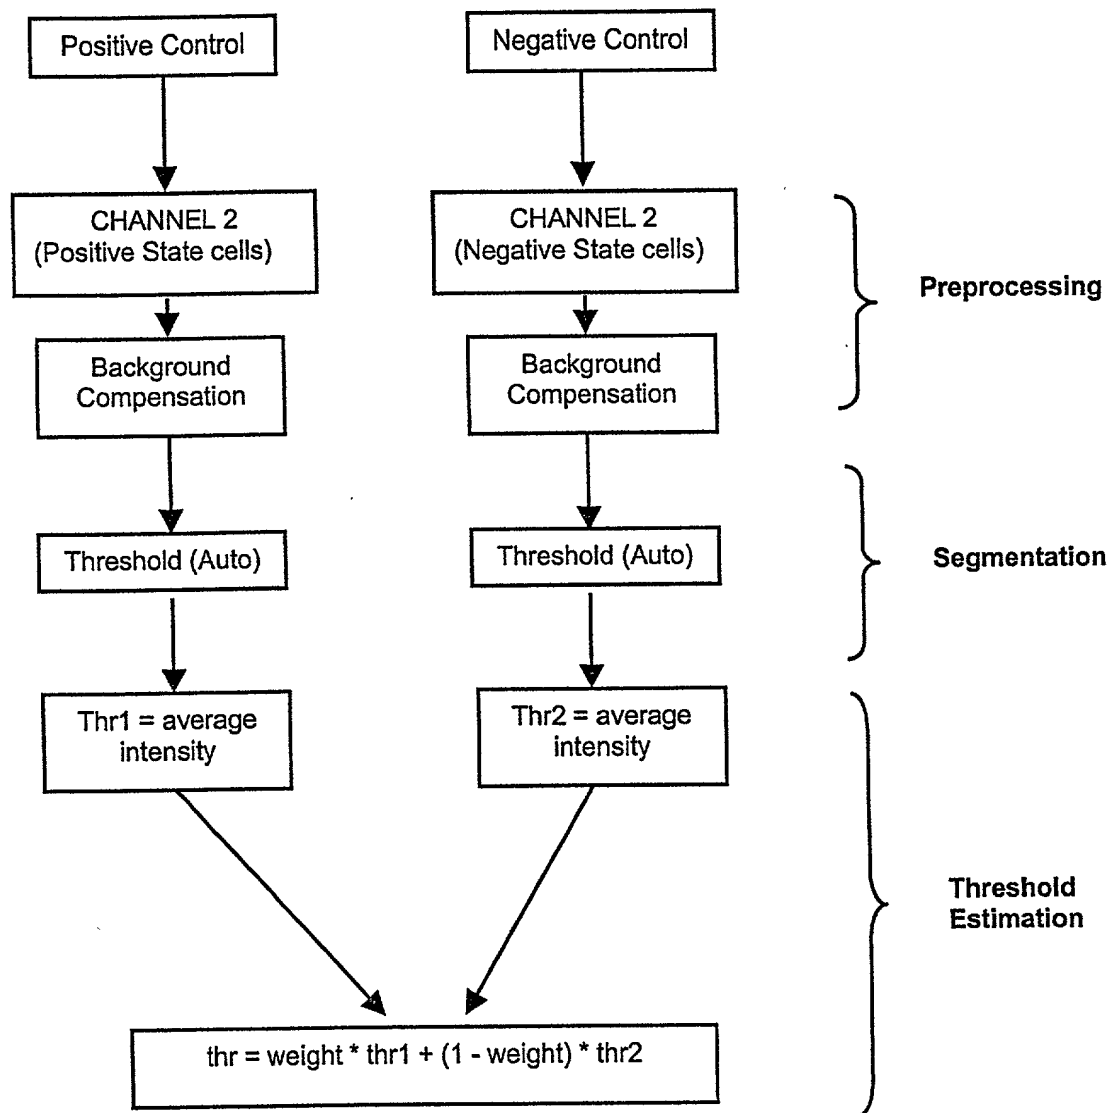 Positive Control
Negative Control
CHANNEL 2
(Positive State cells)
CHANNEL 2
(Negative State cells)
Preprocessing
Background
Compensation
Background
Compensation
Threshold (Auto)
Threshold (Auto)
Segmentation
Thr1 = average
intensity
Thr2 = average
intensity
Threshold
Estimation
thr = weight * thr1 + (1 - weight) * thr2